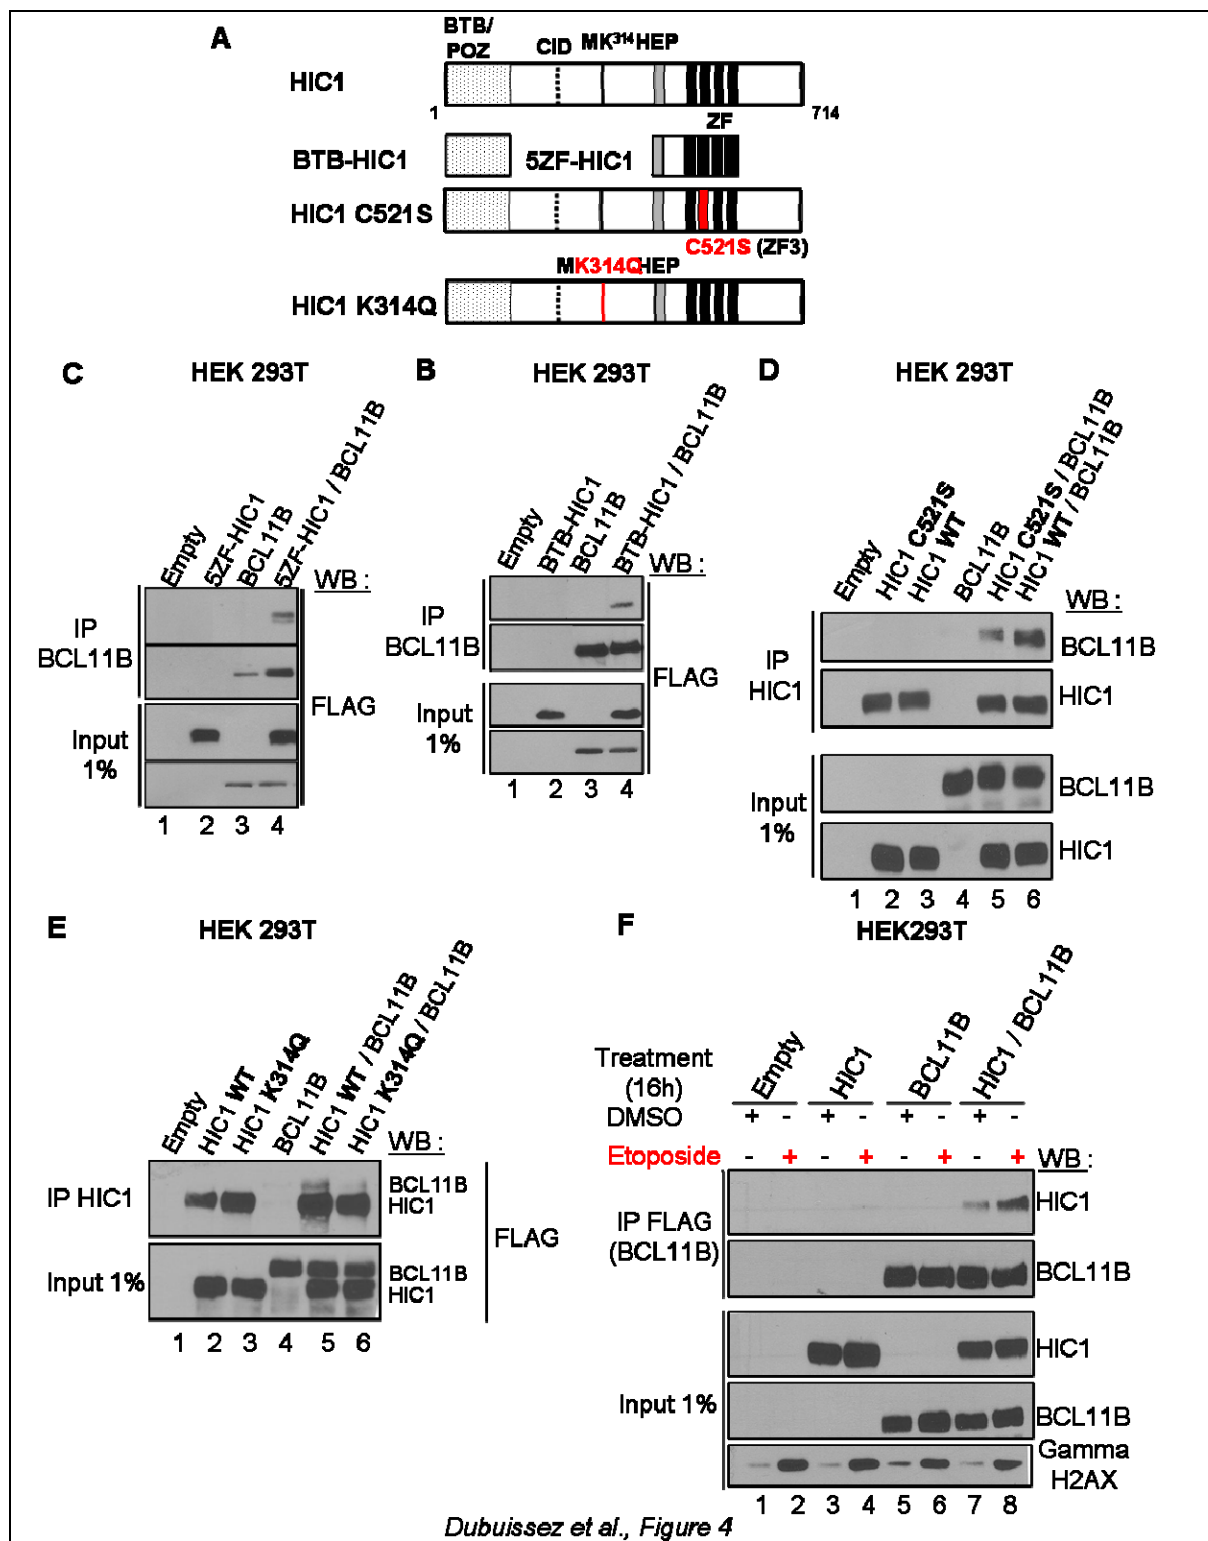 A
BTB/
POZ
CID
MK³¹⁴HEP
HIC1
1
714
ZF
BTB-HIC1
5ZF-HIC1
HIC1 C521S
C521S (ZF3)
MK314QHEP
HIC1 K314Q
C
HEK 293T
Empty
5ZF-HIC1
BCL11B
5ZF-HIC1 / BCL11B
WB :
IP
BCL11B
FLAG
Input
1%
1 2 3 4
B
HEK 293T
Empty
BTB-HIC1
BCL11B
BTB-HIC1 / BCL11B
WB :
IP
BCL11B
FLAG
Input
1%
1 2 3 4
D
HEK 293T
Empty
HIC1 C521S
HIC1 WT
BCL11B
HIC1 C521S / BCL11B
HIC1 WT / BCL11B
WB :
IP
HIC1
BCL11B
HIC1
Input
1%
BCL11B
HIC1
1 2 3 4 5 6
E
HEK 293T
Empty
HIC1 WT
HIC1 K314Q
BCL11B
HIC1 WT / BCL11B
HIC1 K314Q / BCL11B
WB :
IP HIC1
BCL11B
HIC1
FLAG
Input 1%
BCL11B
HIC1
1 2 3 4 5 6
F
HEK293T
Treatment
(16h)
Empty
HIC1
BCL11B
HIC1 / BCL11B
DMSO + - + - + - + -
Etoposide - + - + - + - +
WB :
IP FLAG
(BCL11B)
HIC1
BCL11B
Input 1%
HIC1
BCL11B
Gamma
H2AX
1 2 3 4 5 6 7 8
Dubuissez et al., Figure 4